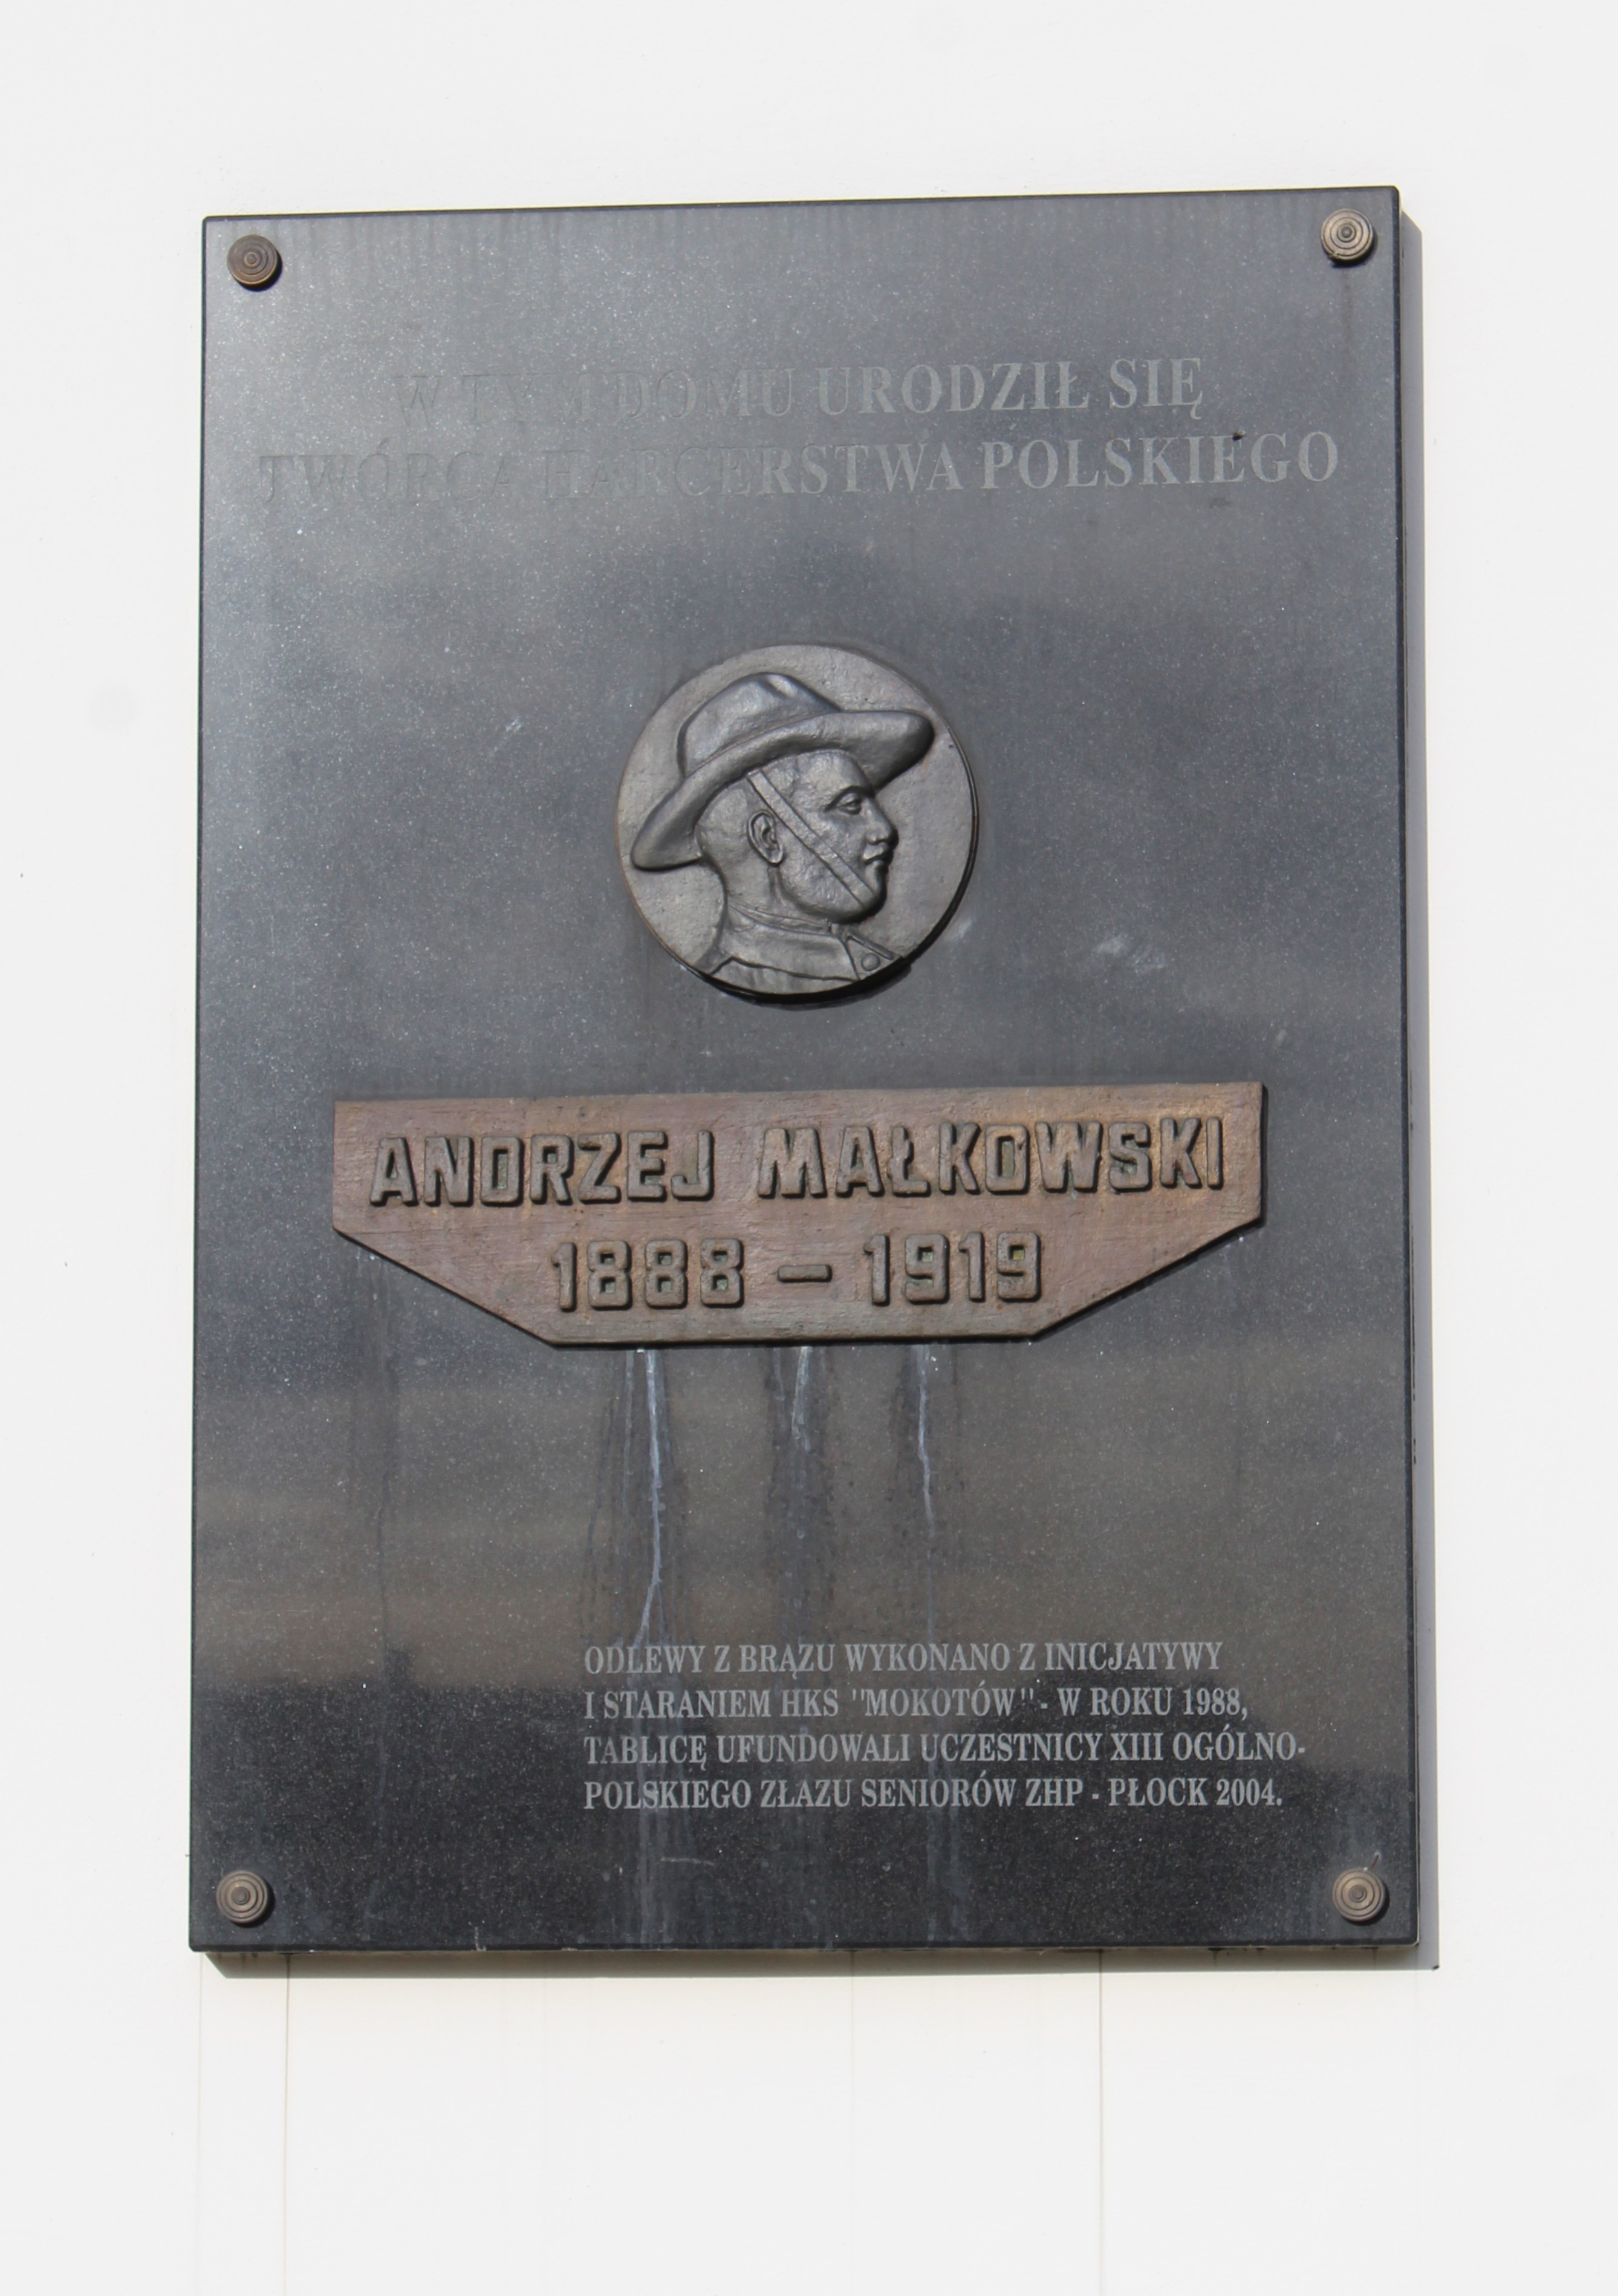 W TYM DOMU URODZIŁ SIĘ
TWÓRCA HARCERSTWA POLSKIEGO
ANDRZEJ MAŁKOWSKI
1888 – 1919
ODLEWY Z BRĄZU WYKONANO Z INICJATYWY
I STARANIEM HKS "MOKOTÓW" - W ROKU 1988,
TABLICĘ UFUNDOWALI UCZESTNICY XIII OGÓLNO-
POLSKIEGO ZŁAZU SENIORÓW ZHP - PŁOCK 2004.